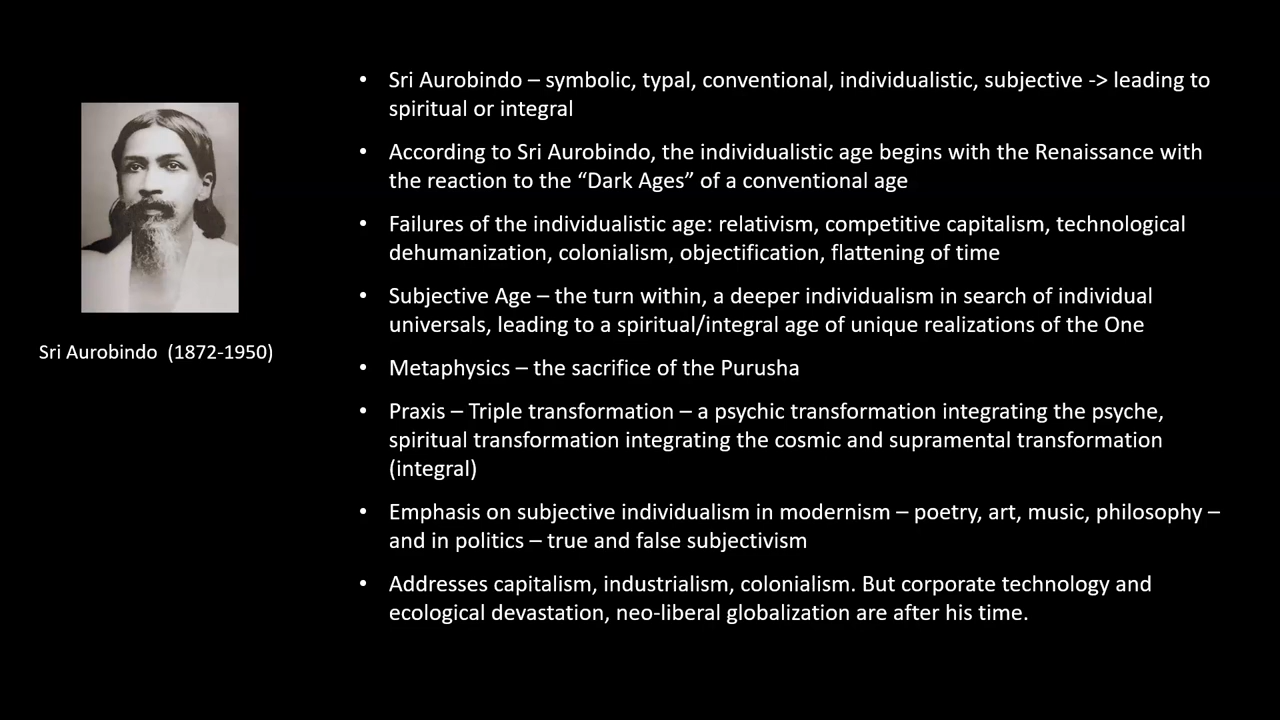 • Sri Aurobindo – symbolic, typal, conventional, individualistic, subjective -> leading to
spiritual or integral
• According to Sri Aurobindo, the individualistic age begins with the Renaissance with
the reaction to the “Dark Ages” of a conventional age
• Failures of the individualistic age: relativism, competitive capitalism, technological
dehumanization, colonialism, objectification, flattening of time
• Subjective Age – the turn within, a deeper individualism in search of individual
universals, leading to a spiritual/integral age of unique realizations of the One
• Metaphysics – the sacrifice of the Purusha
• Praxis – Triple transformation – a psychic transformation integrating the psyche,
spiritual transformation integrating the cosmic and supramental transformation
(integral)
• Emphasis on subjective individualism in modernism – poetry, art, music, philosophy –
and in politics – true and false subjectivism
• Addresses capitalism, industrialism, colonialism. But corporate technology and
ecological devastation, neo-liberal globalization are after his time.
Sri Aurobindo (1872-1950)